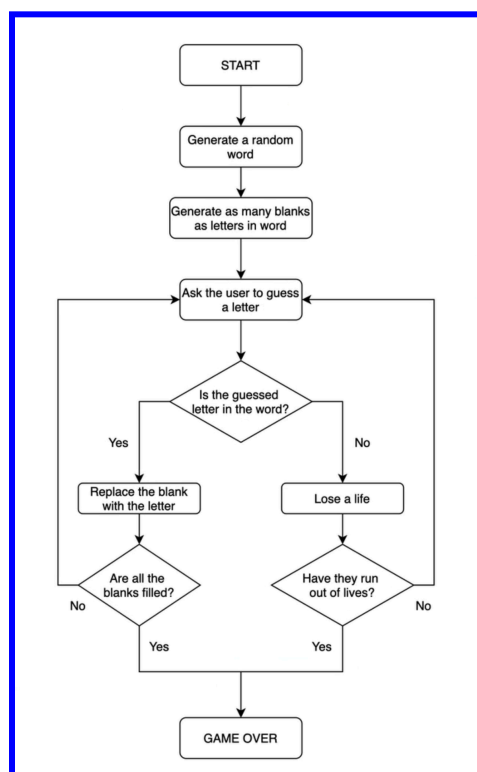 START
Generate a random
word
Generate as many blanks
as letters in word
Ask the user to guess
a letter
Is the guessed
letter in the word?
Yes
No
Replace the blank
with the letter
Lose a life
Are all the
blanks filled?
Have they run
out of lives?
No
No
Yes
Yes
GAME OVER